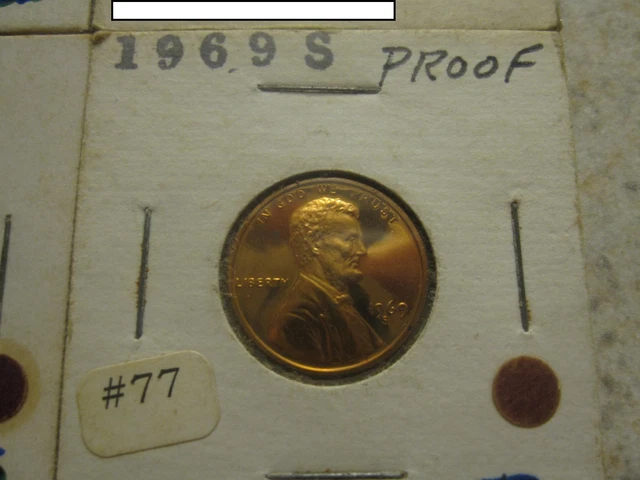 1969 S PROOF
IN GOD WE TRUST
LIBERTY
1969
S
#77